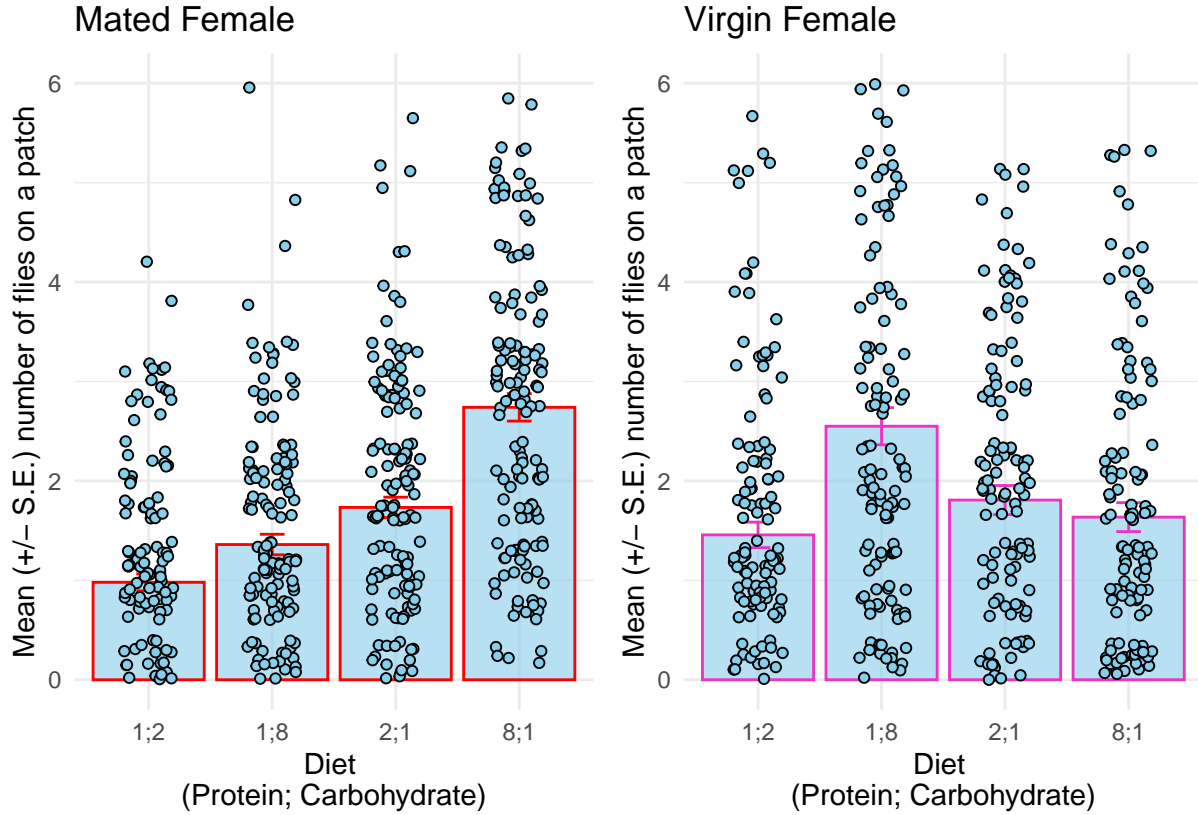 Mated Female
Mean (+/− S.E.) number of flies on a patch
6
4
2
0
1;2
1;8
2;1
8;1
Diet
(Protein; Carbohydrate)
Virgin Female
Mean (+/− S.E.) number of flies on a patch
6
4
2
0
1;2
1;8
2;1
8;1
Diet
(Protein; Carbohydrate)